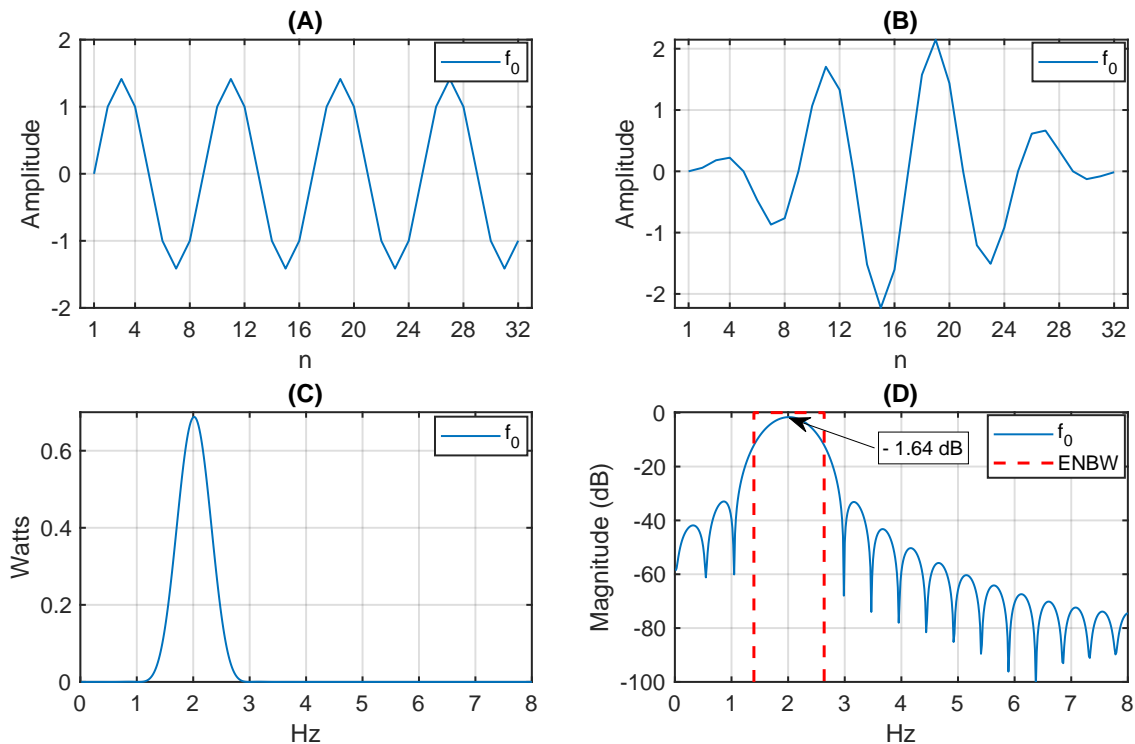 (A)
2
1
0
-1
-2
Amplitude
1 4 8 12 16 20 24 28 32
n
f0
(B)
2
1
0
-1
-2
Amplitude
1 4 8 12 16 20 24 28 32
n
f0
(C)
0.6
0.4
0.2
0
Watts
0 1 2 3 4 5 6 7 8
Hz
f0
(D)
0
-20
-40
-60
-80
-100
Magnitude (dB)
0 1 2 3 4 5 6 7 8
Hz
- 1.64 dB
f0
ENBW